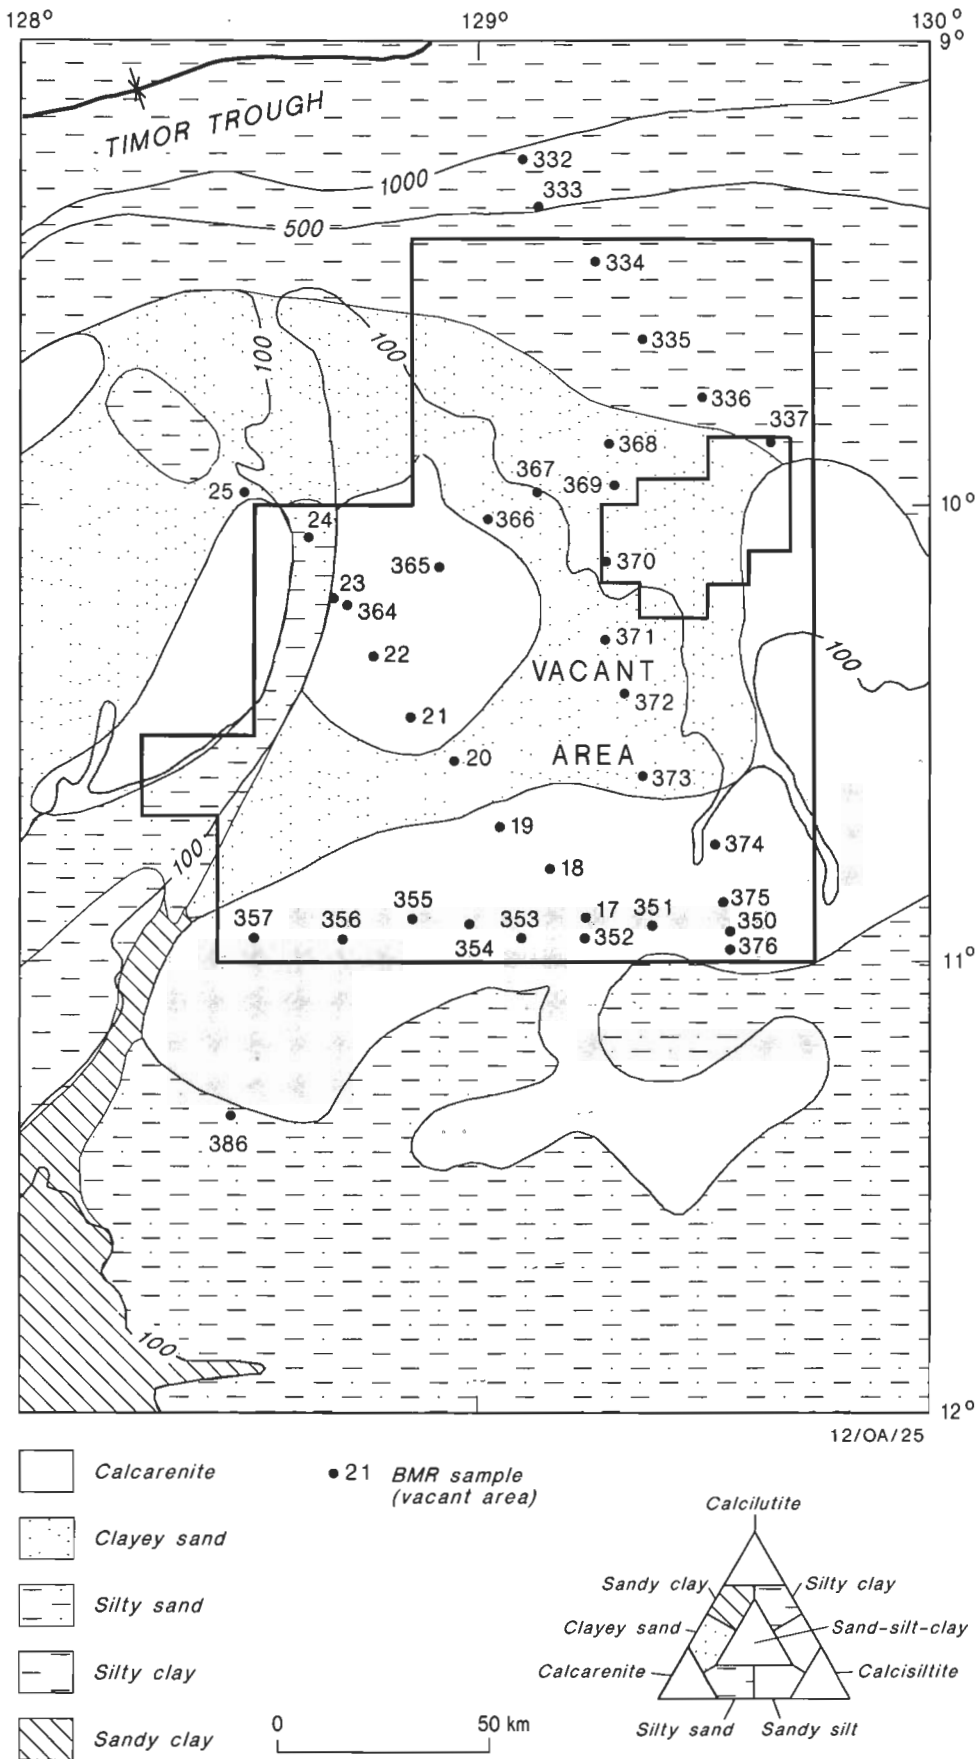 128°
129°
130°
9°
TIMOR TROUGH
332
1000
333
500
334
335
100
100
336
337
368
367
369
25
366
10°
24
365
370
23
364
371
22
VACANT
100
372
21
AREA
20
373
19
374
100
18
375
355
17
351
357
356
353
350
354
352
376
11°
386
100
12°
12/OA/25
Calcarenite
Clayey sand
Silty sand
Silty clay
Sandy clay
21 BMR sample
(vacant area)
0
50 km
Calcilutite
Sandy clay
Silty clay
Clayey sand
Sand-silt-clay
Calcarenite
Calcisiltite
Silty sand
Sandy silt